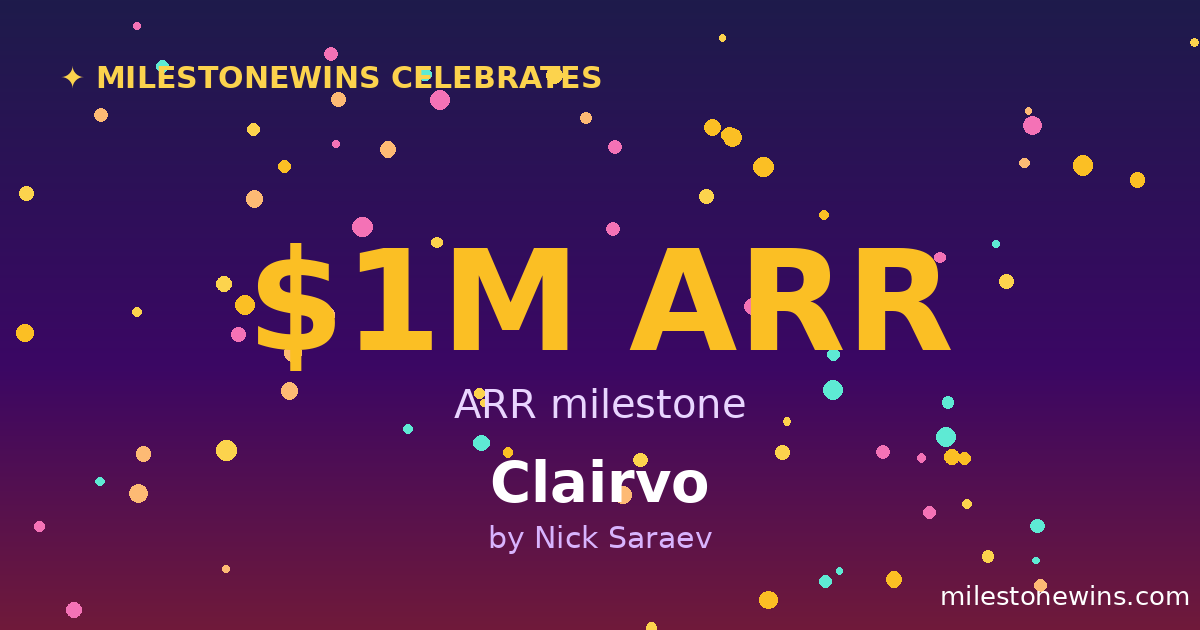 ✦ MILESTONEWINS CELEBRATES
$1M ARR
ARR milestone
Clairvo
by Nick Saraev
milestonewins.com